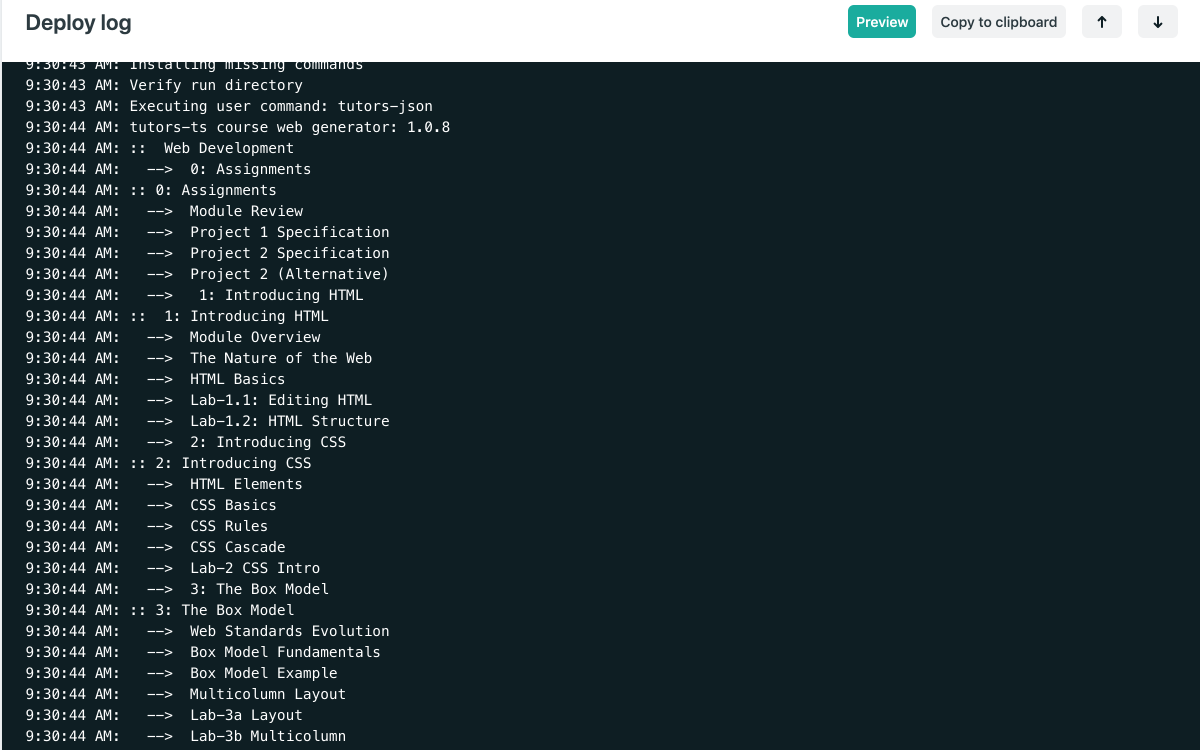 Deploy log
Preview
Copy to clipboard
9:30:43 AM: Installing missing commands
9:30:43 AM: Verify run directory
9:30:43 AM: Executing user command: tutors-json
9:30:44 AM: tutors-ts course web generator: 1.0.8
9:30:44 AM: ::  Web Development
9:30:44 AM:   -->  0: Assignments
9:30:44 AM: :: 0: Assignments
9:30:44 AM:   -->  Module Review
9:30:44 AM:   -->  Project 1 Specification
9:30:44 AM:   -->  Project 2 Specification
9:30:44 AM:   -->  Project 2 (Alternative)
9:30:44 AM:   -->   1: Introducing HTML
9:30:44 AM: ::  1: Introducing HTML
9:30:44 AM:   -->  Module Overview
9:30:44 AM:   -->  The Nature of the Web
9:30:44 AM:   -->  HTML Basics
9:30:44 AM:   -->  Lab-1.1: Editing HTML
9:30:44 AM:   -->  Lab-1.2: HTML Structure
9:30:44 AM:   -->  2: Introducing CSS
9:30:44 AM: :: 2: Introducing CSS
9:30:44 AM:   -->  HTML Elements
9:30:44 AM:   -->  CSS Basics
9:30:44 AM:   -->  CSS Rules
9:30:44 AM:   -->  CSS Cascade
9:30:44 AM:   -->  Lab-2 CSS Intro
9:30:44 AM:   -->  3: The Box Model
9:30:44 AM: :: 3: The Box Model
9:30:44 AM:   -->  Web Standards Evolution
9:30:44 AM:   -->  Box Model Fundamentals
9:30:44 AM:   -->  Box Model Example
9:30:44 AM:   -->  Multicolumn Layout
9:30:44 AM:   -->  Lab-3a Layout
9:30:44 AM:   -->  Lab-3b Multicolumn